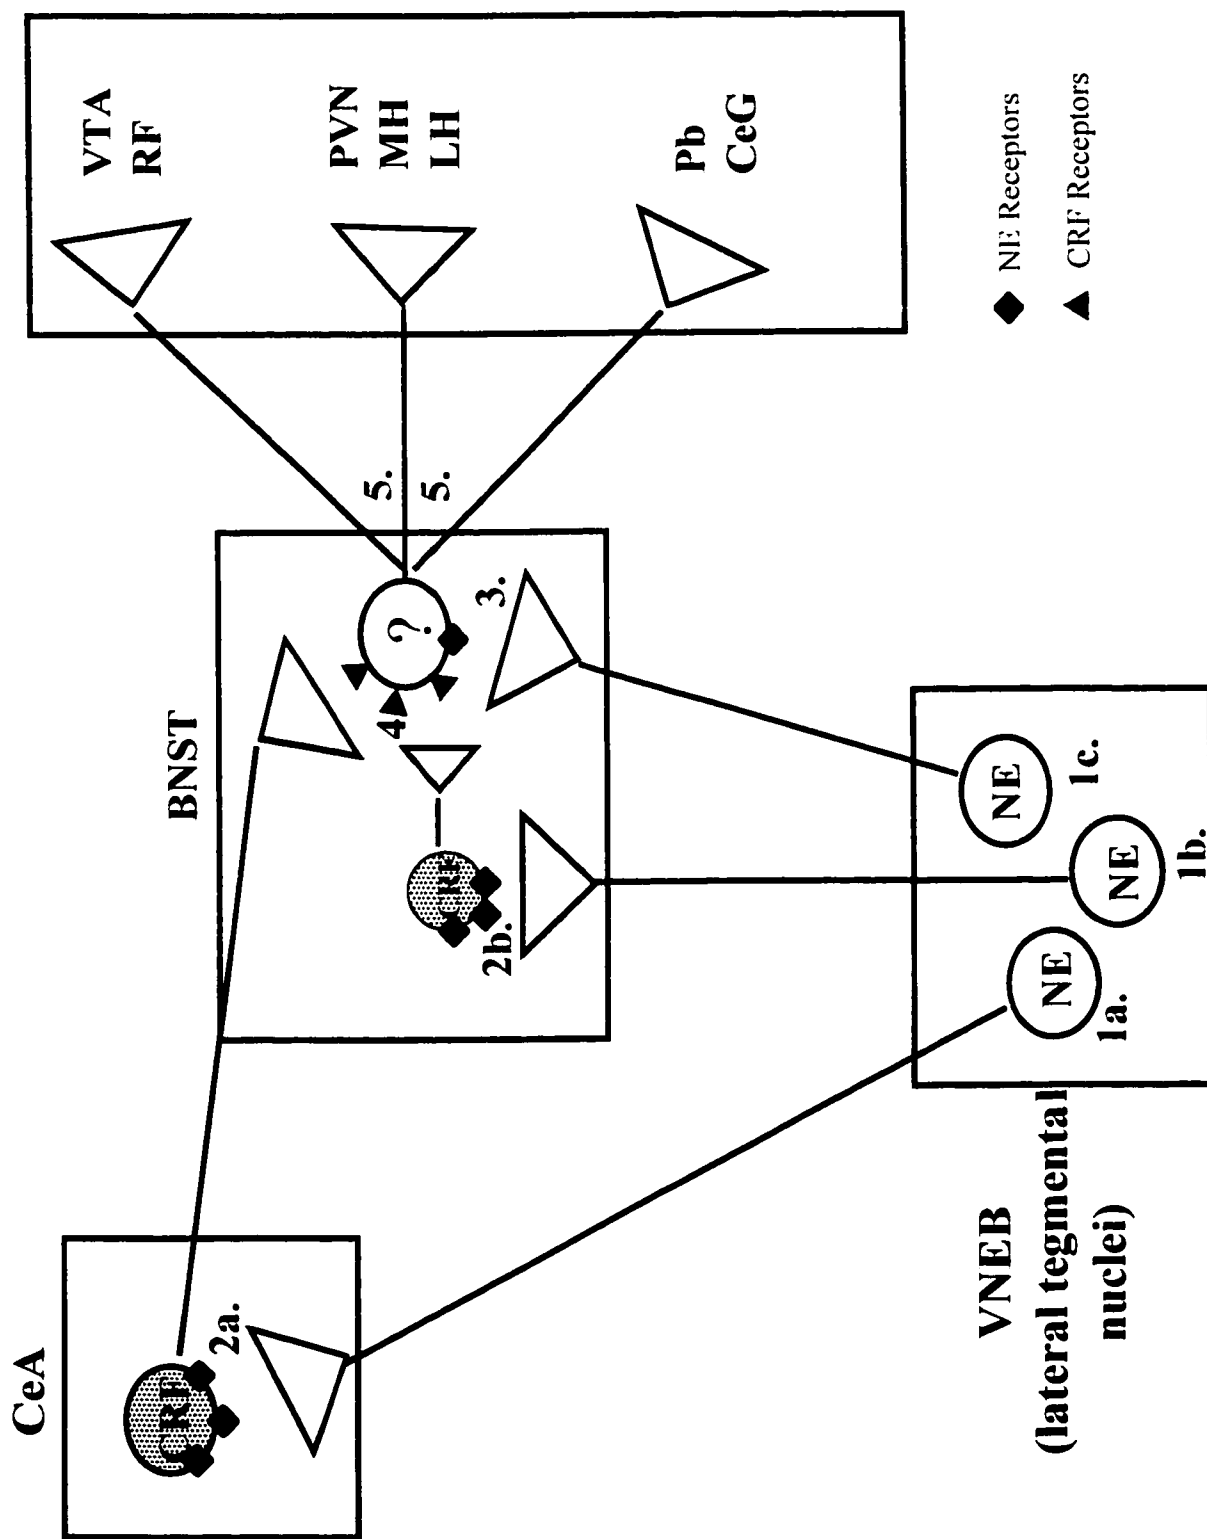 CeA
CRF
2a.
BNST
CRF
2b.
4
?
3.
5.
5.
VTA
RF
PVN
MH
LH
Pb
CeG
VNEB
(lateral tegmental
nuclei)
NE
1a.
NE
1b.
NE
1c.
NE Receptors
CRF Receptors